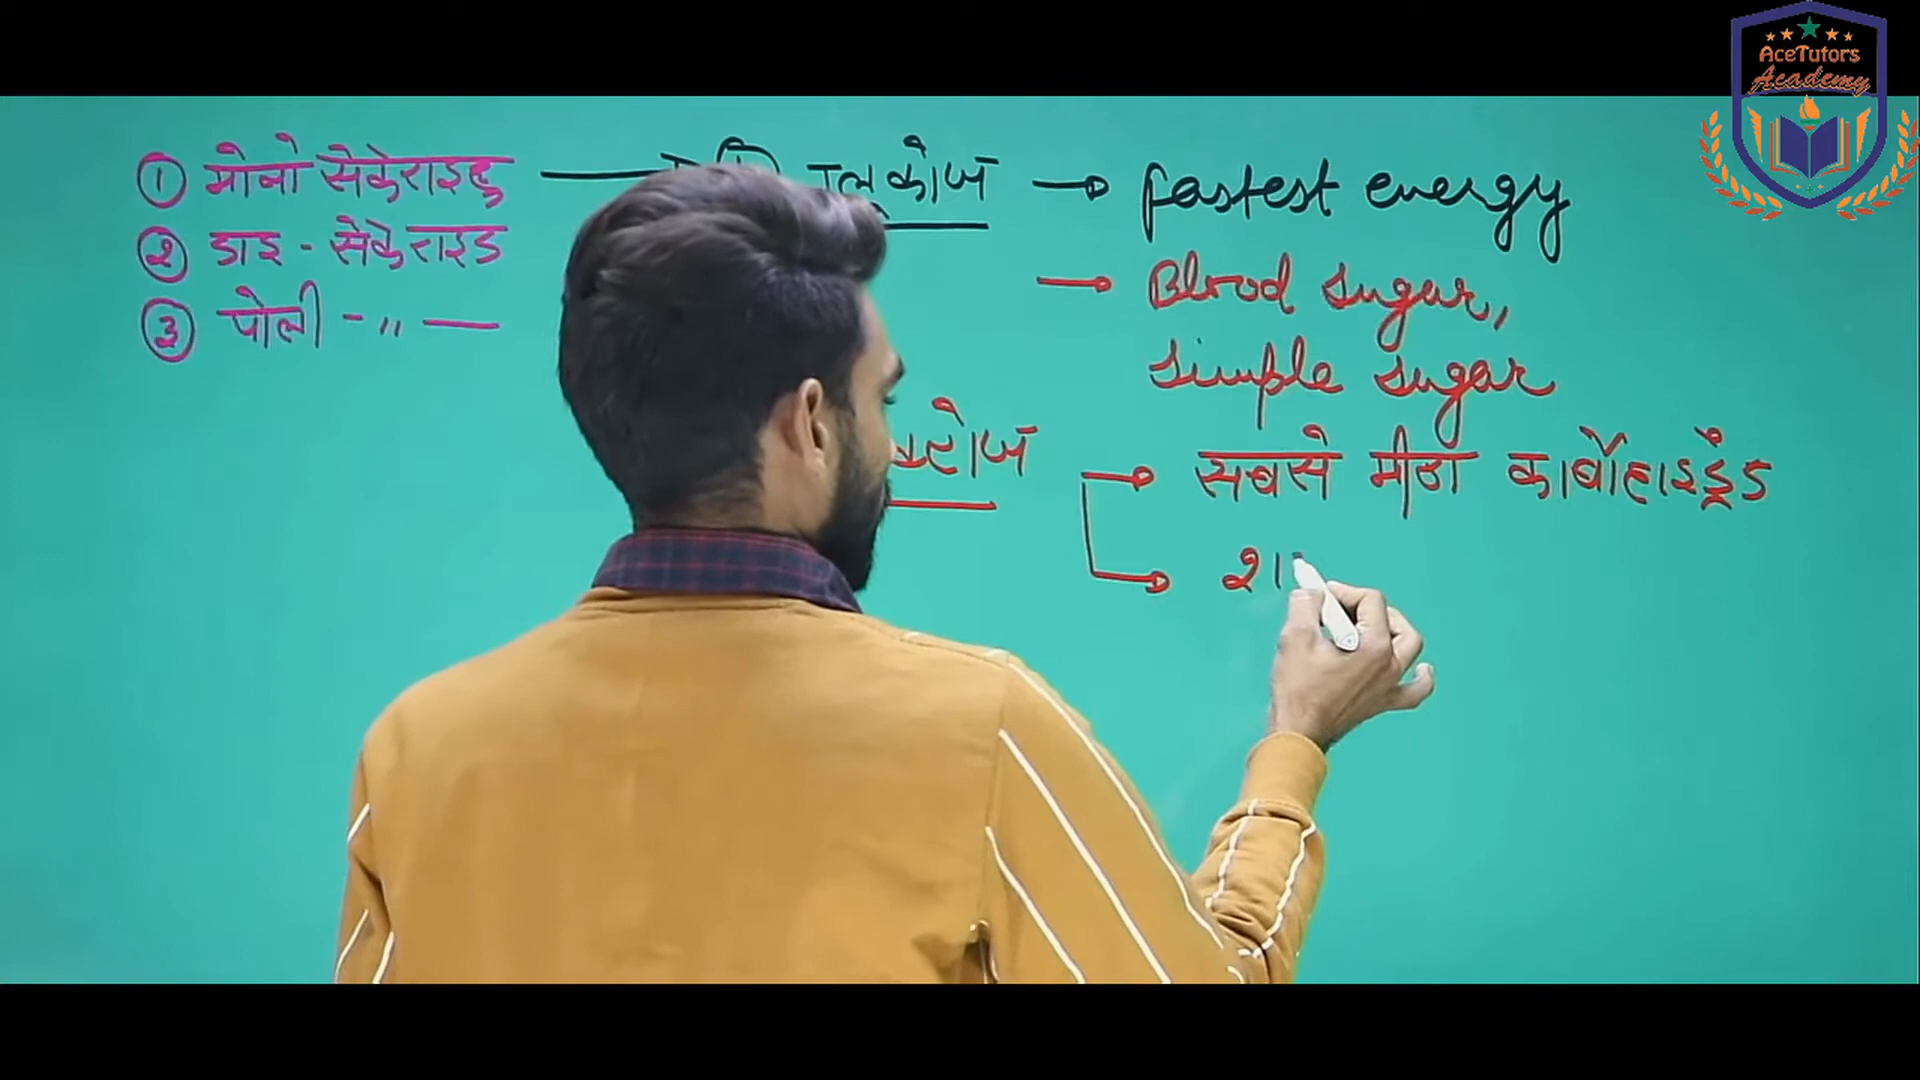 ① मोनो सेकेराइड
ग्लूकोज → fastest energy
② डाइ - सेकेराइड
→ Blood sugar,
③ पोली - " —
simple sugar
→ सबसे मीठा कार्बोहाइड्रेड
AceTutors
Academy